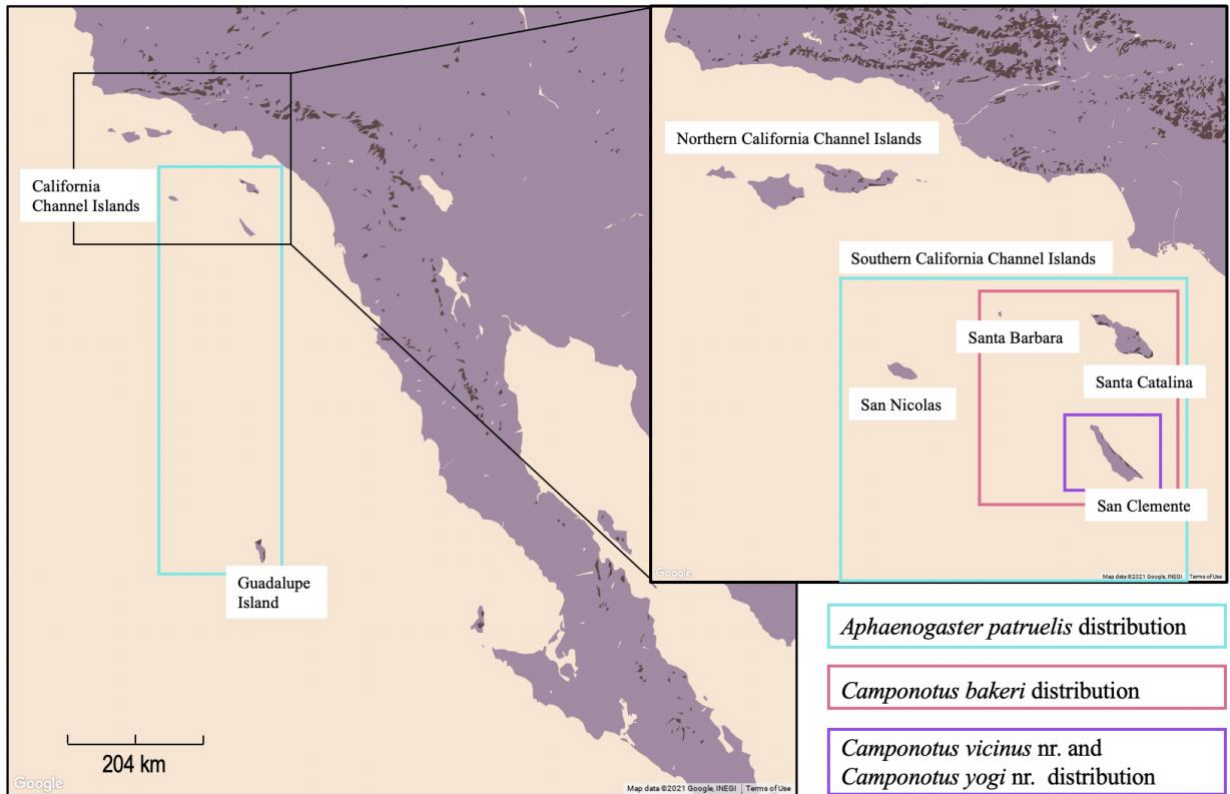 Northern California Channel Islands
California
Channel Islands
Southern California Channel Islands
Santa Barbara
Santa Catalina
San Nicolas
San Clemente
Google
Map data ©2021 Google, INEGI Terms of Use
Guadalupe
Island
Aphaenogaster patruelis distribution
Camponotus bakeri distribution
Camponotus vicinus nr. and
Camponotus yogi nr. distribution
204 km
Google
Map data ©2021 Google, INEGI Terms of Use